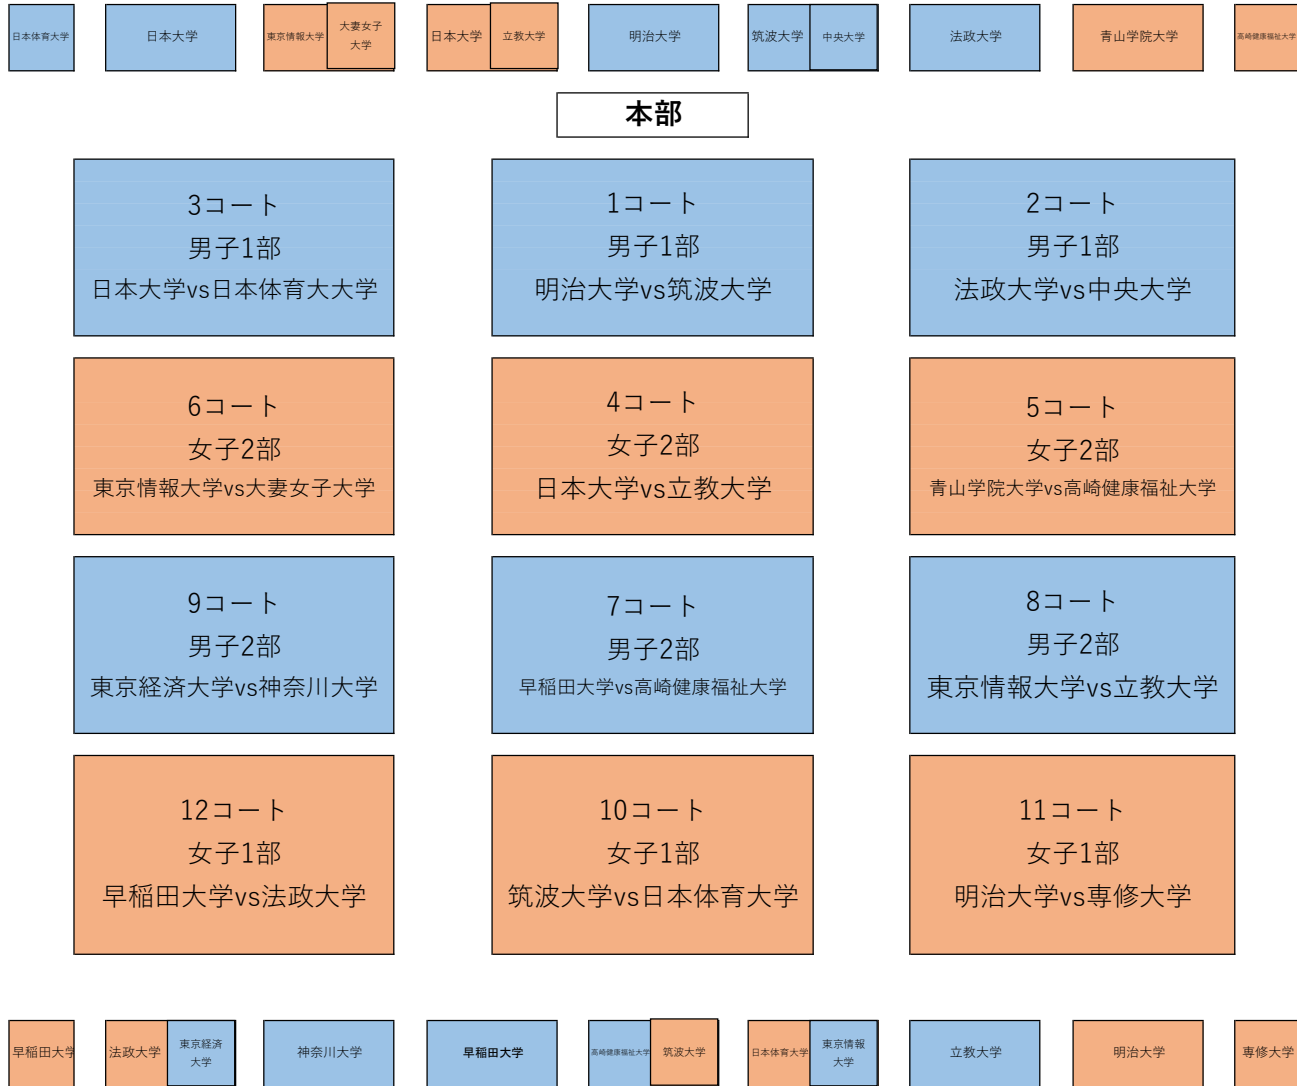 日本体育大学
日本大学
東京情報大学
大妻女子
大学
日本大学
立教大学
明治大学
筑波大学
中央大学
法政大学
青山学院大学
高崎健康福祉大学
本部
3コート
男子1部
日本大学vs日本体育大大学
1コート
男子1部
明治大学vs筑波大学
2コート
男子1部
法政大学vs中央大学
6コート
女子2部
東京情報大学vs大妻女子大学
4コート
女子2部
日本大学vs立教大学
5コート
女子2部
青山学院大学vs高崎健康福祉大学
9コート
男子2部
東京経済大学vs神奈川大学
7コート
男子2部
早稲田大学vs高崎健康福祉大学
8コート
男子2部
東京情報大学vs立教大学
12コート
女子1部
早稲田大学vs法政大学
10コート
女子1部
筑波大学vs日本体育大学
11コート
女子1部
明治大学vs専修大学
早稲田大学
法政大学
東京経済
大学
神奈川大学
早稲田大学
高崎健康福祉大学
筑波大学
日本体育大学
東京情報
大学
立教大学
明治大学
専修大学